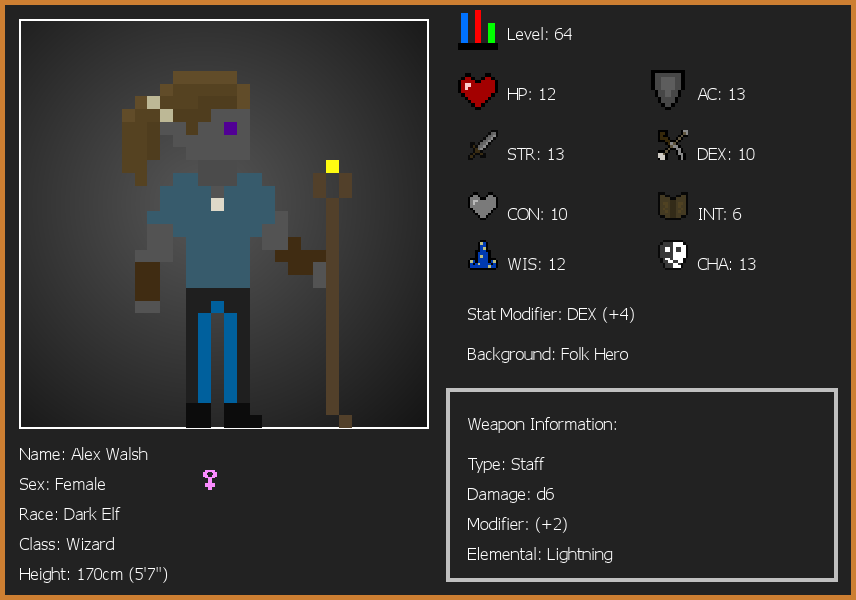 Level: 64
HP: 12
AC: 13
STR: 13
DEX: 10
CON: 10
INT: 6
WIS: 12
CHA: 13
Stat Modifier: DEX (+4)
Background: Folk Hero
Weapon Information:
Type: Staff
Damage: d6
Modifier: (+2)
Elemental: Lightning
Name: Alex Walsh
Sex: Female
Race: Dark Elf
Class: Wizard
Height: 170cm (5'7")